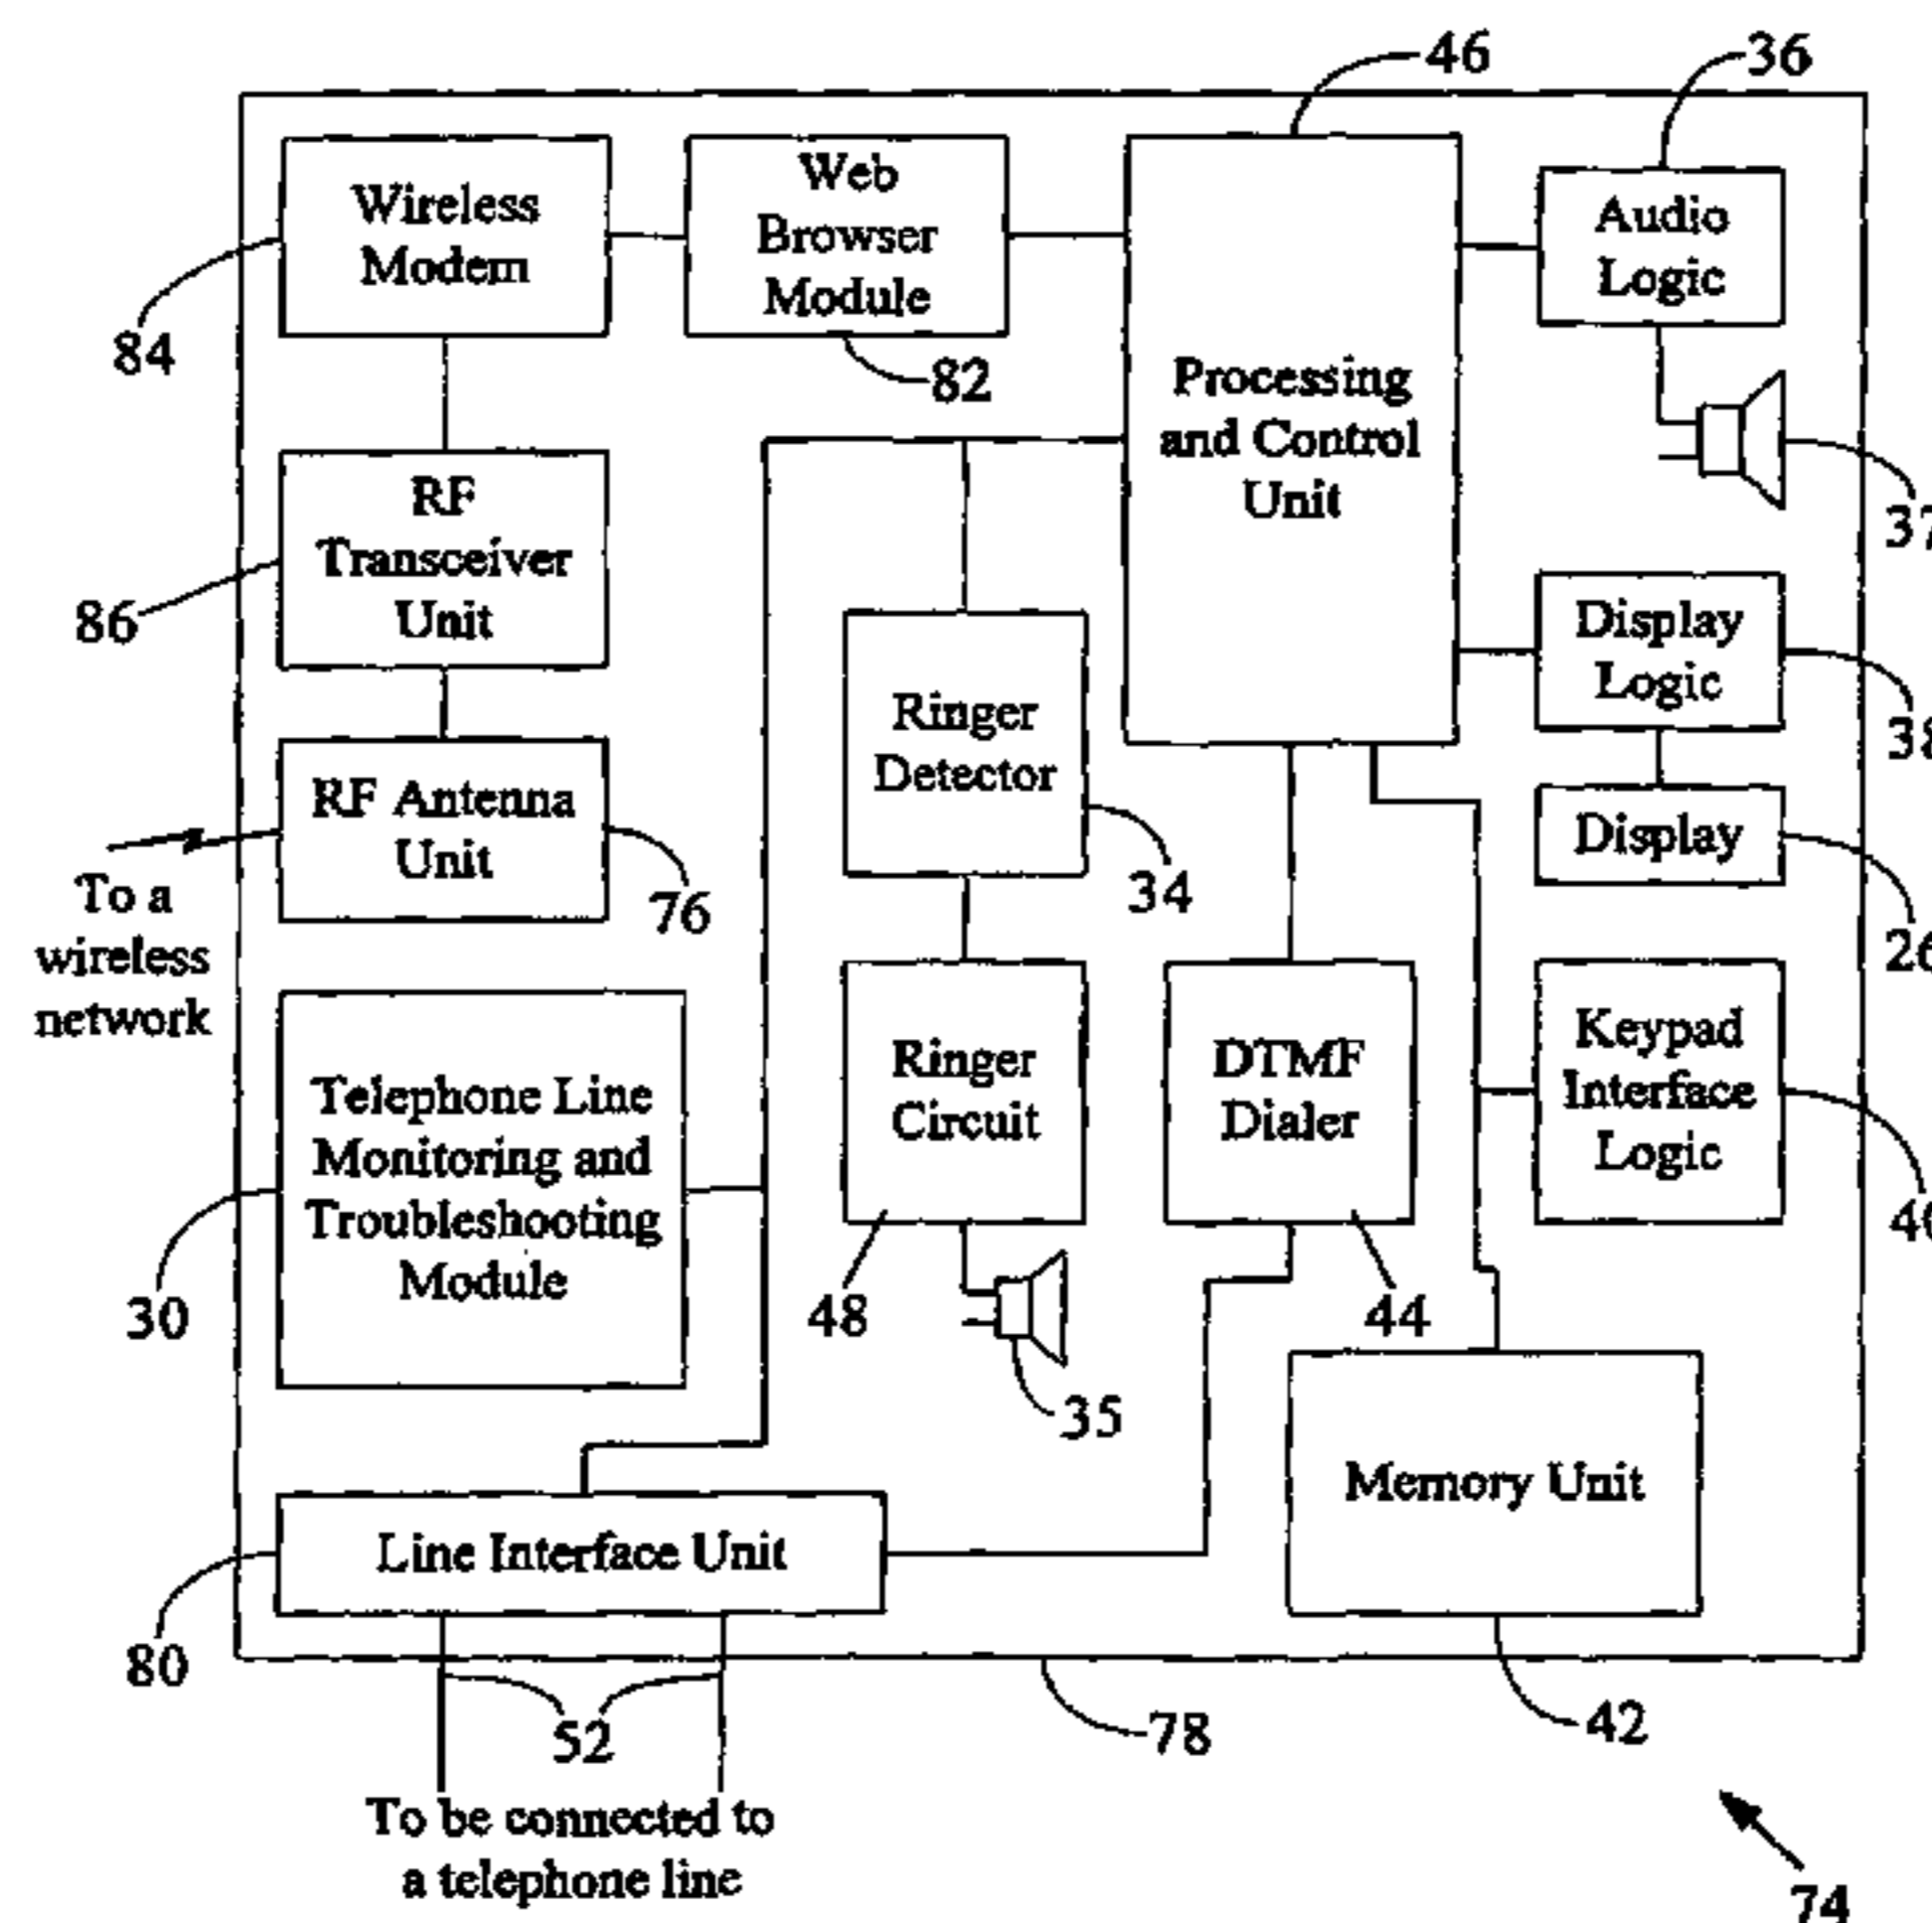 46
36
Wireless
Modem
Web
Browser
Module
Audio
Logic
84
82
Processing
and Control
Unit
37
RF
Transceiver
Unit
86
Display
Logic
38
Ringer
Detector
34
RF Antenna
Unit
76
Display
26
To a
wireless
network
Telephone Line
Monitoring and
Troubleshooting
Module
30
Ringer
Circuit
48
35
DTMF
Dialer
44
Keypad
Interface
Logic
Memory Unit
42
Line Interface Unit
80
52
78
To be connected to
a telephone line
74